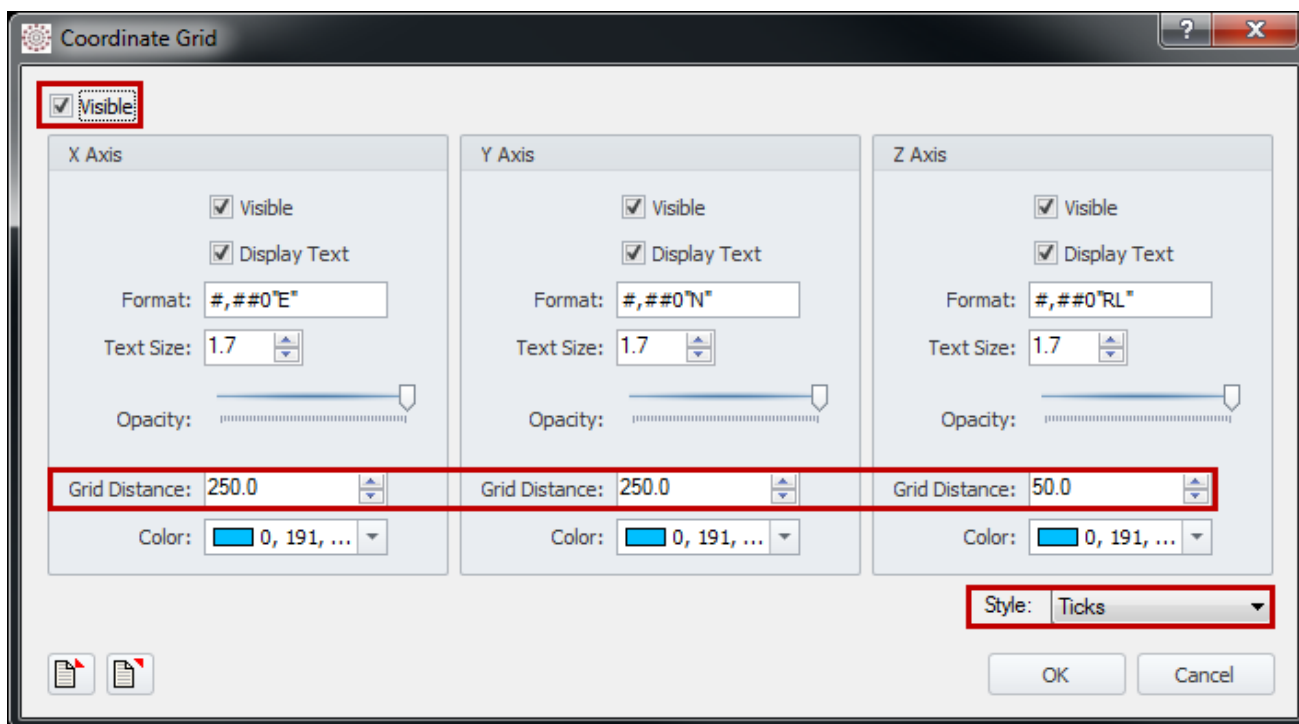 Coordinate Grid
?
Visible
X Axis
Visible
Display Text
Format: #,##0"E"
Text Size: 1.7
Opacity:
Grid Distance: 250.0
Color: 0, 191, ...
Y Axis
Visible
Display Text
Format: #,##0"N"
Text Size: 1.7
Opacity:
Grid Distance: 250.0
Color: 0, 191, ...
Z Axis
Visible
Display Text
Format: #,##0"RL"
Text Size: 1.7
Opacity:
Grid Distance: 50.0
Color: 0, 191, ...
Style: Ticks
OK Cancel